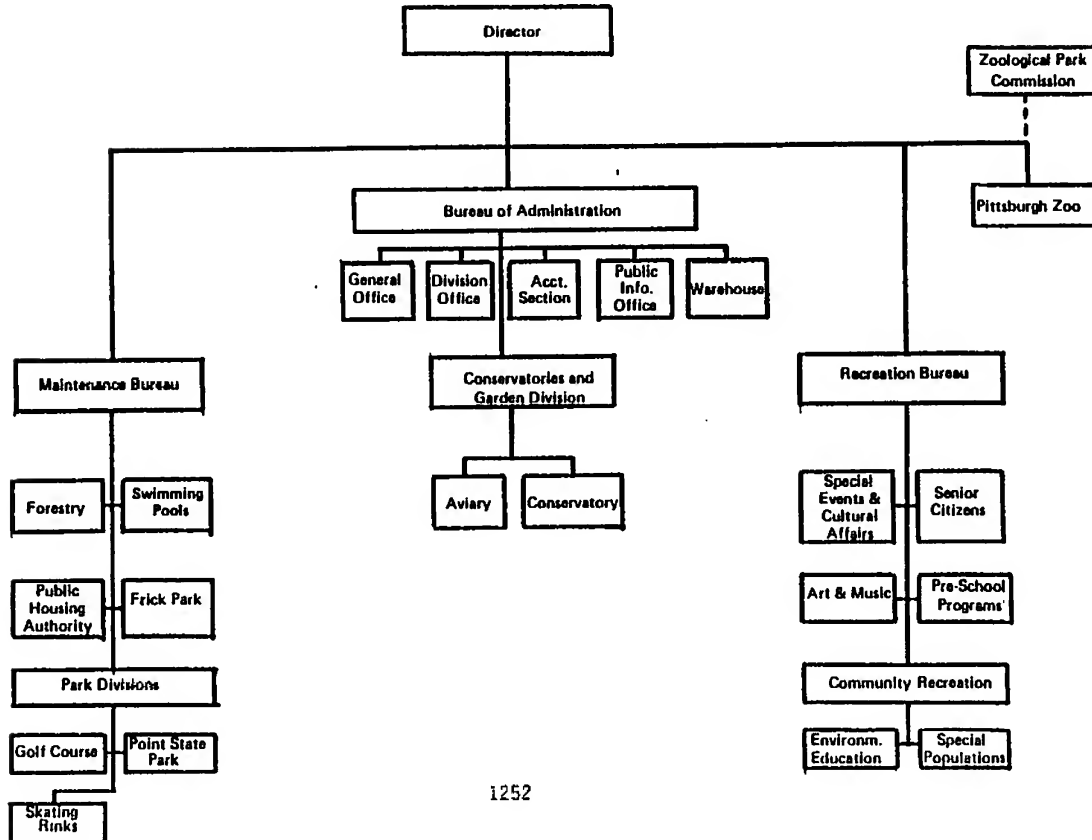 Director
Zoological Park
Commission
Bureau of Administration
Pittsburgh Zoo
General
Office
Division
Office
Acct.
Section
Public
Info.
Office
Warehouse
Maintenance Bureau
Conservatories and
Garden Division
Recreation Bureau
Forestry
Swimming
Pools
Aviary
Conservatory
Special
Events &
Cultural
Affairs
Senior
Citizens
Public
Housing
Authority
Frick Park
Art & Music
Pre-School
Programs
Park Divisions
Community Recreation
Golf Course
Point State
Park
Environm.
Education
Special
Populations
Skating
Rinks
1252